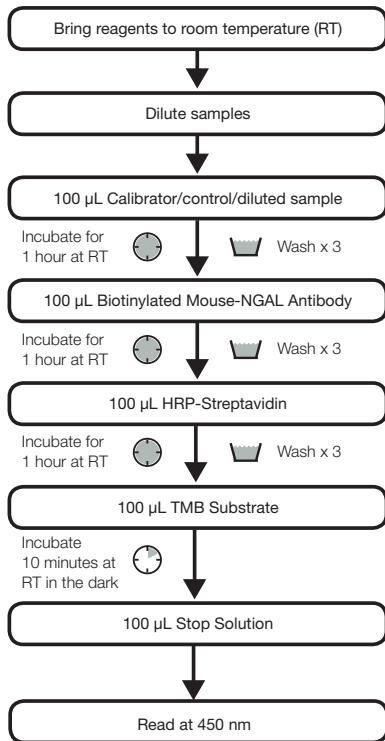 Bring reagents to room temperature (RT)
Dilute samples
100 µL Calibrator/control/diluted sample
Incubate for
1 hour at RT
Wash x 3
100 µL Biotinylated Mouse-NGAL Antibody
Incubate for
1 hour at RT
Wash x 3
100 µL HRP-Streptavidin
Incubate for
1 hour at RT
Wash x 3
100 µL TMB Substrate
Incubate
10 minutes at
RT in the dark
100 µL Stop Solution
Read at 450 nm